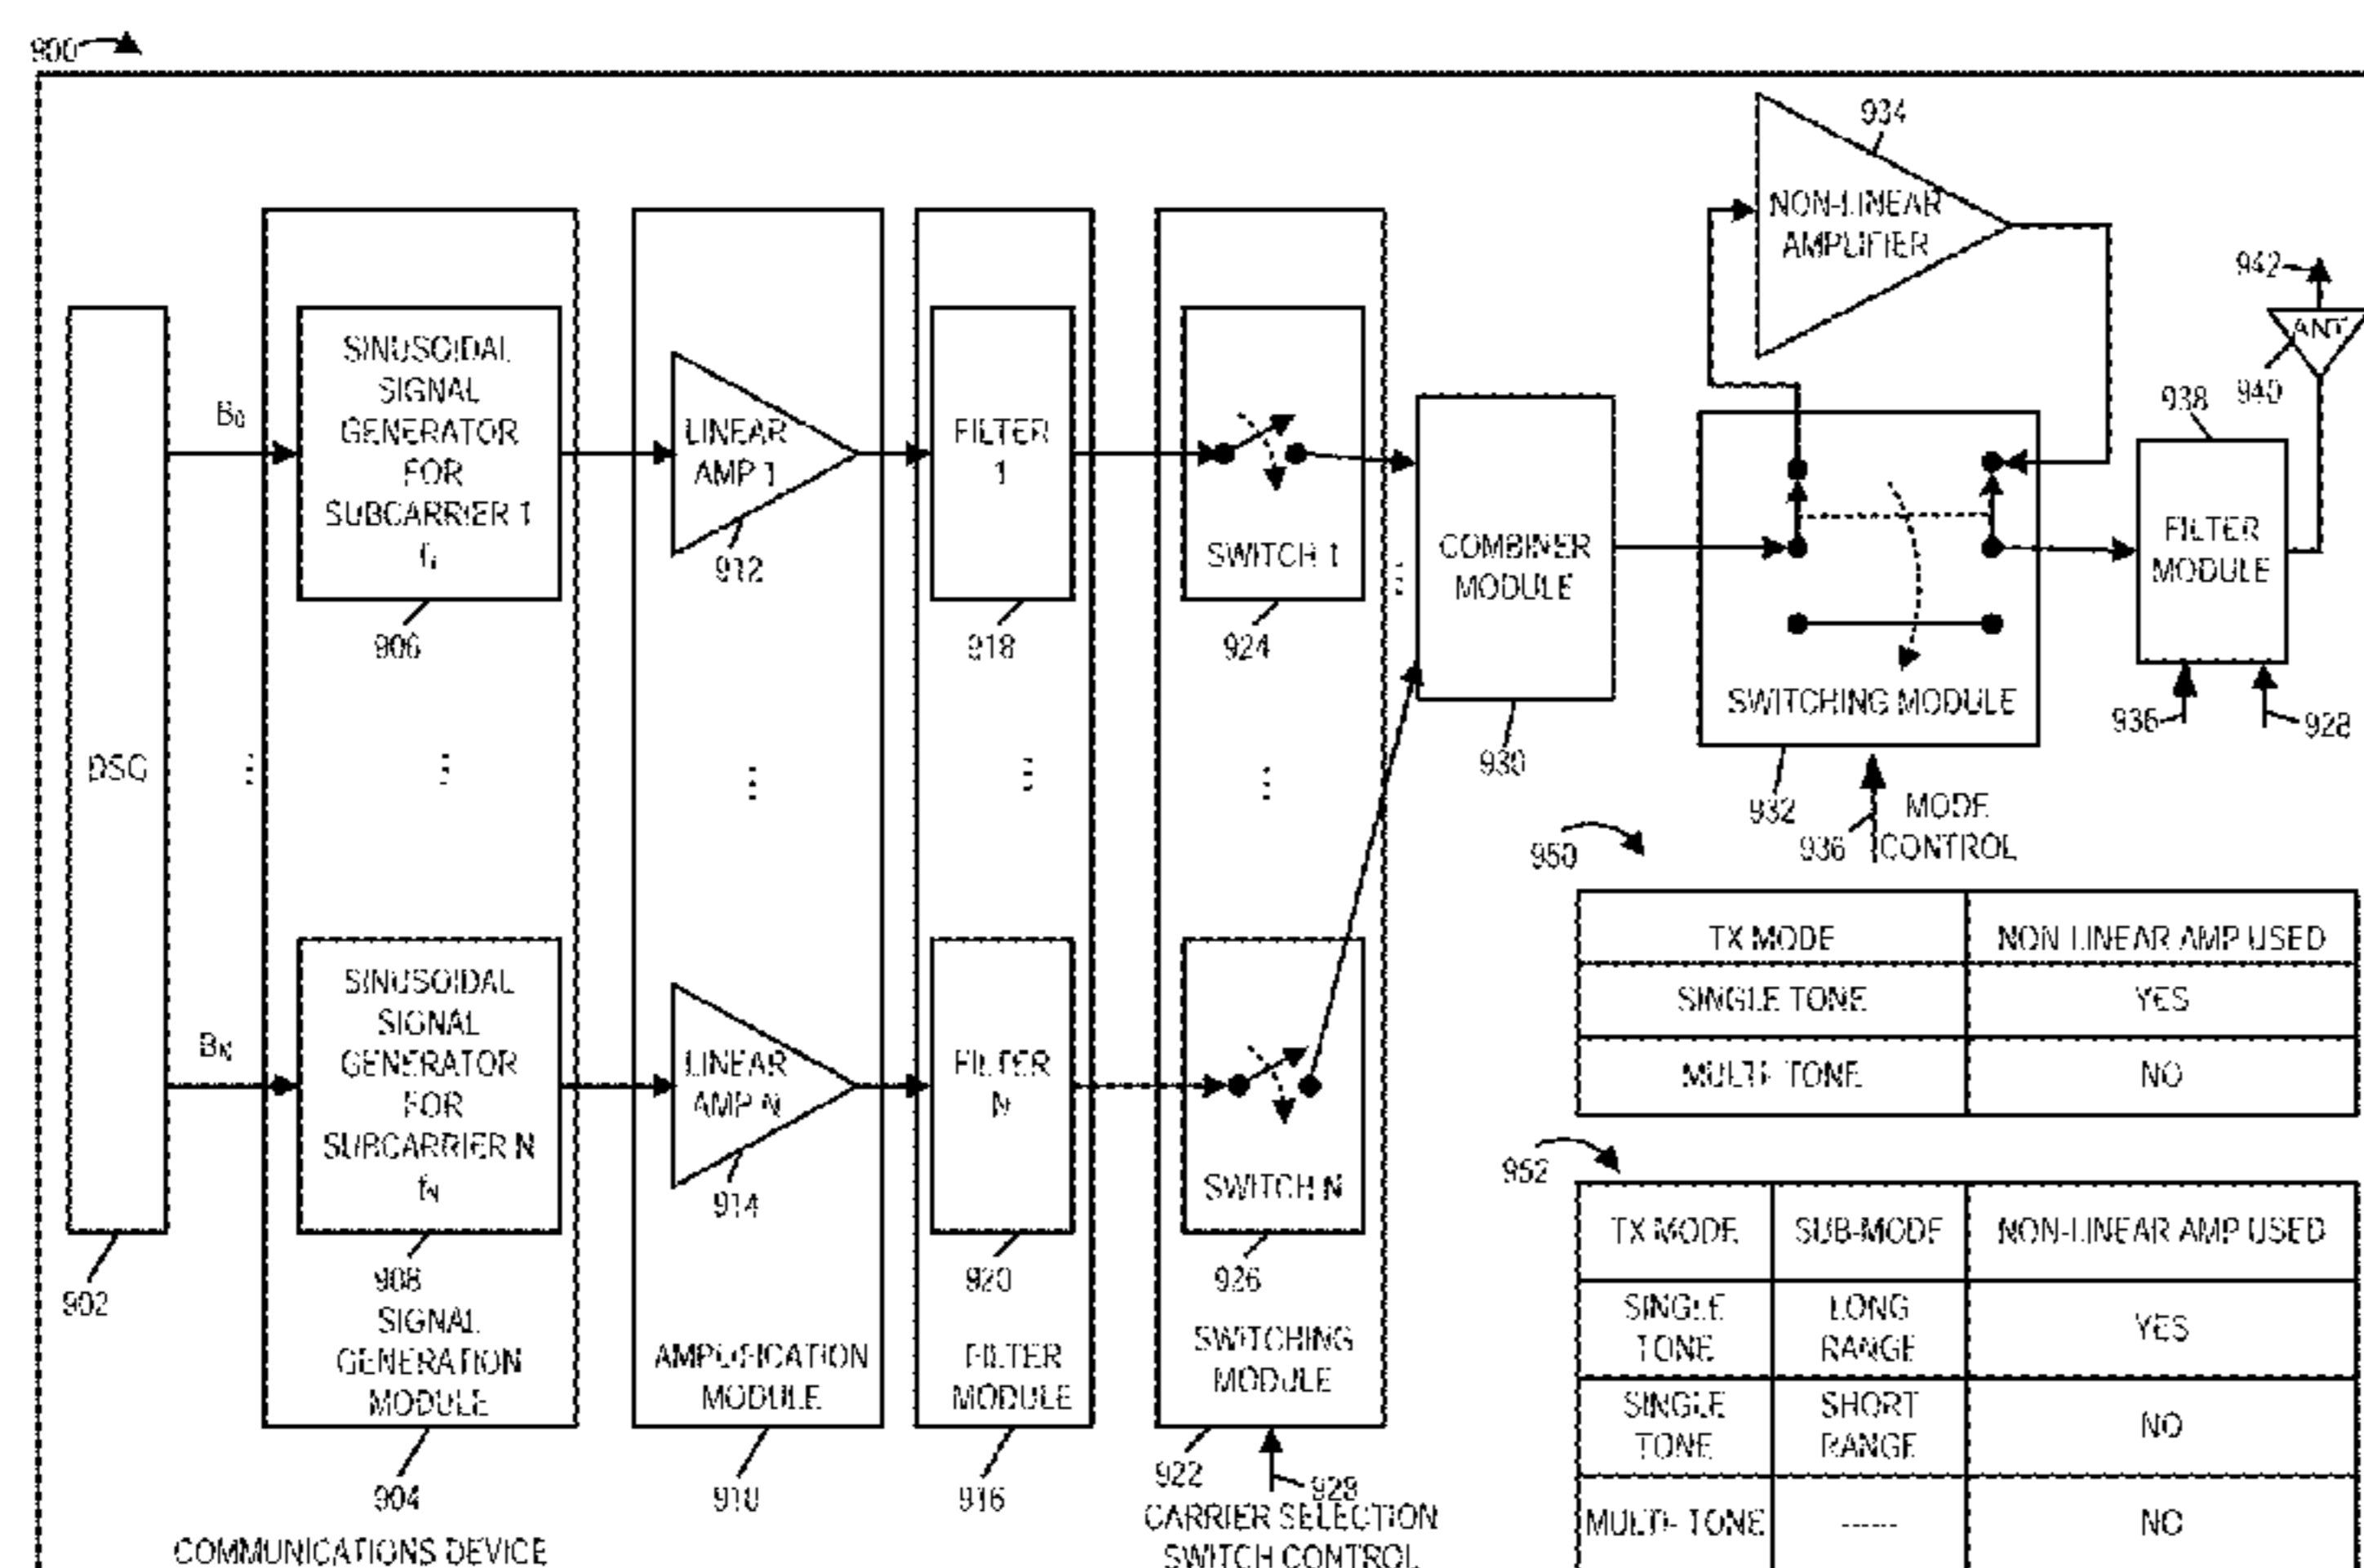 900
934
NON-LINEAR
AMPLIFIER
942
ANT
940
938
FILTER
MODULE
936
928
DSG
902
B0
BN
SINUSOIDAL
SIGNAL
GENERATOR
FOR
SUBCARRIER 1
f1
906
SINUSOIDAL
SIGNAL
GENERATOR
FOR
SUBCARRIER N
fN
908
SIGNAL
GENERATION
MODULE
904
LINEAR
AMP 1
912
LINEAR
AMP N
914
AMPLIFICATION
MODULE
910
FILTER
1
918
FILTER
N
920
FILTER
MODULE
916
SWITCH 1
924
SWITCH N
926
SWITCHING
MODULE
922
928
CARRIER SELECTION
SWITCH CONTROL
COMBINER
MODULE
930
SWITCHING MODULE
932
936
MODE
CONTROL
950
TX MODE NON-LINEAR AMP USED
SINGLE TONE YES
MULTI- TONE NO
952
TX MODE SUB-MODE NON-LINEAR AMP USED
SINGLE TONE LONG RANGE YES
SINGLE TONE SHORT RANGE NO
MULTI- TONE ------ NO
COMMUNICATIONS DEVICE